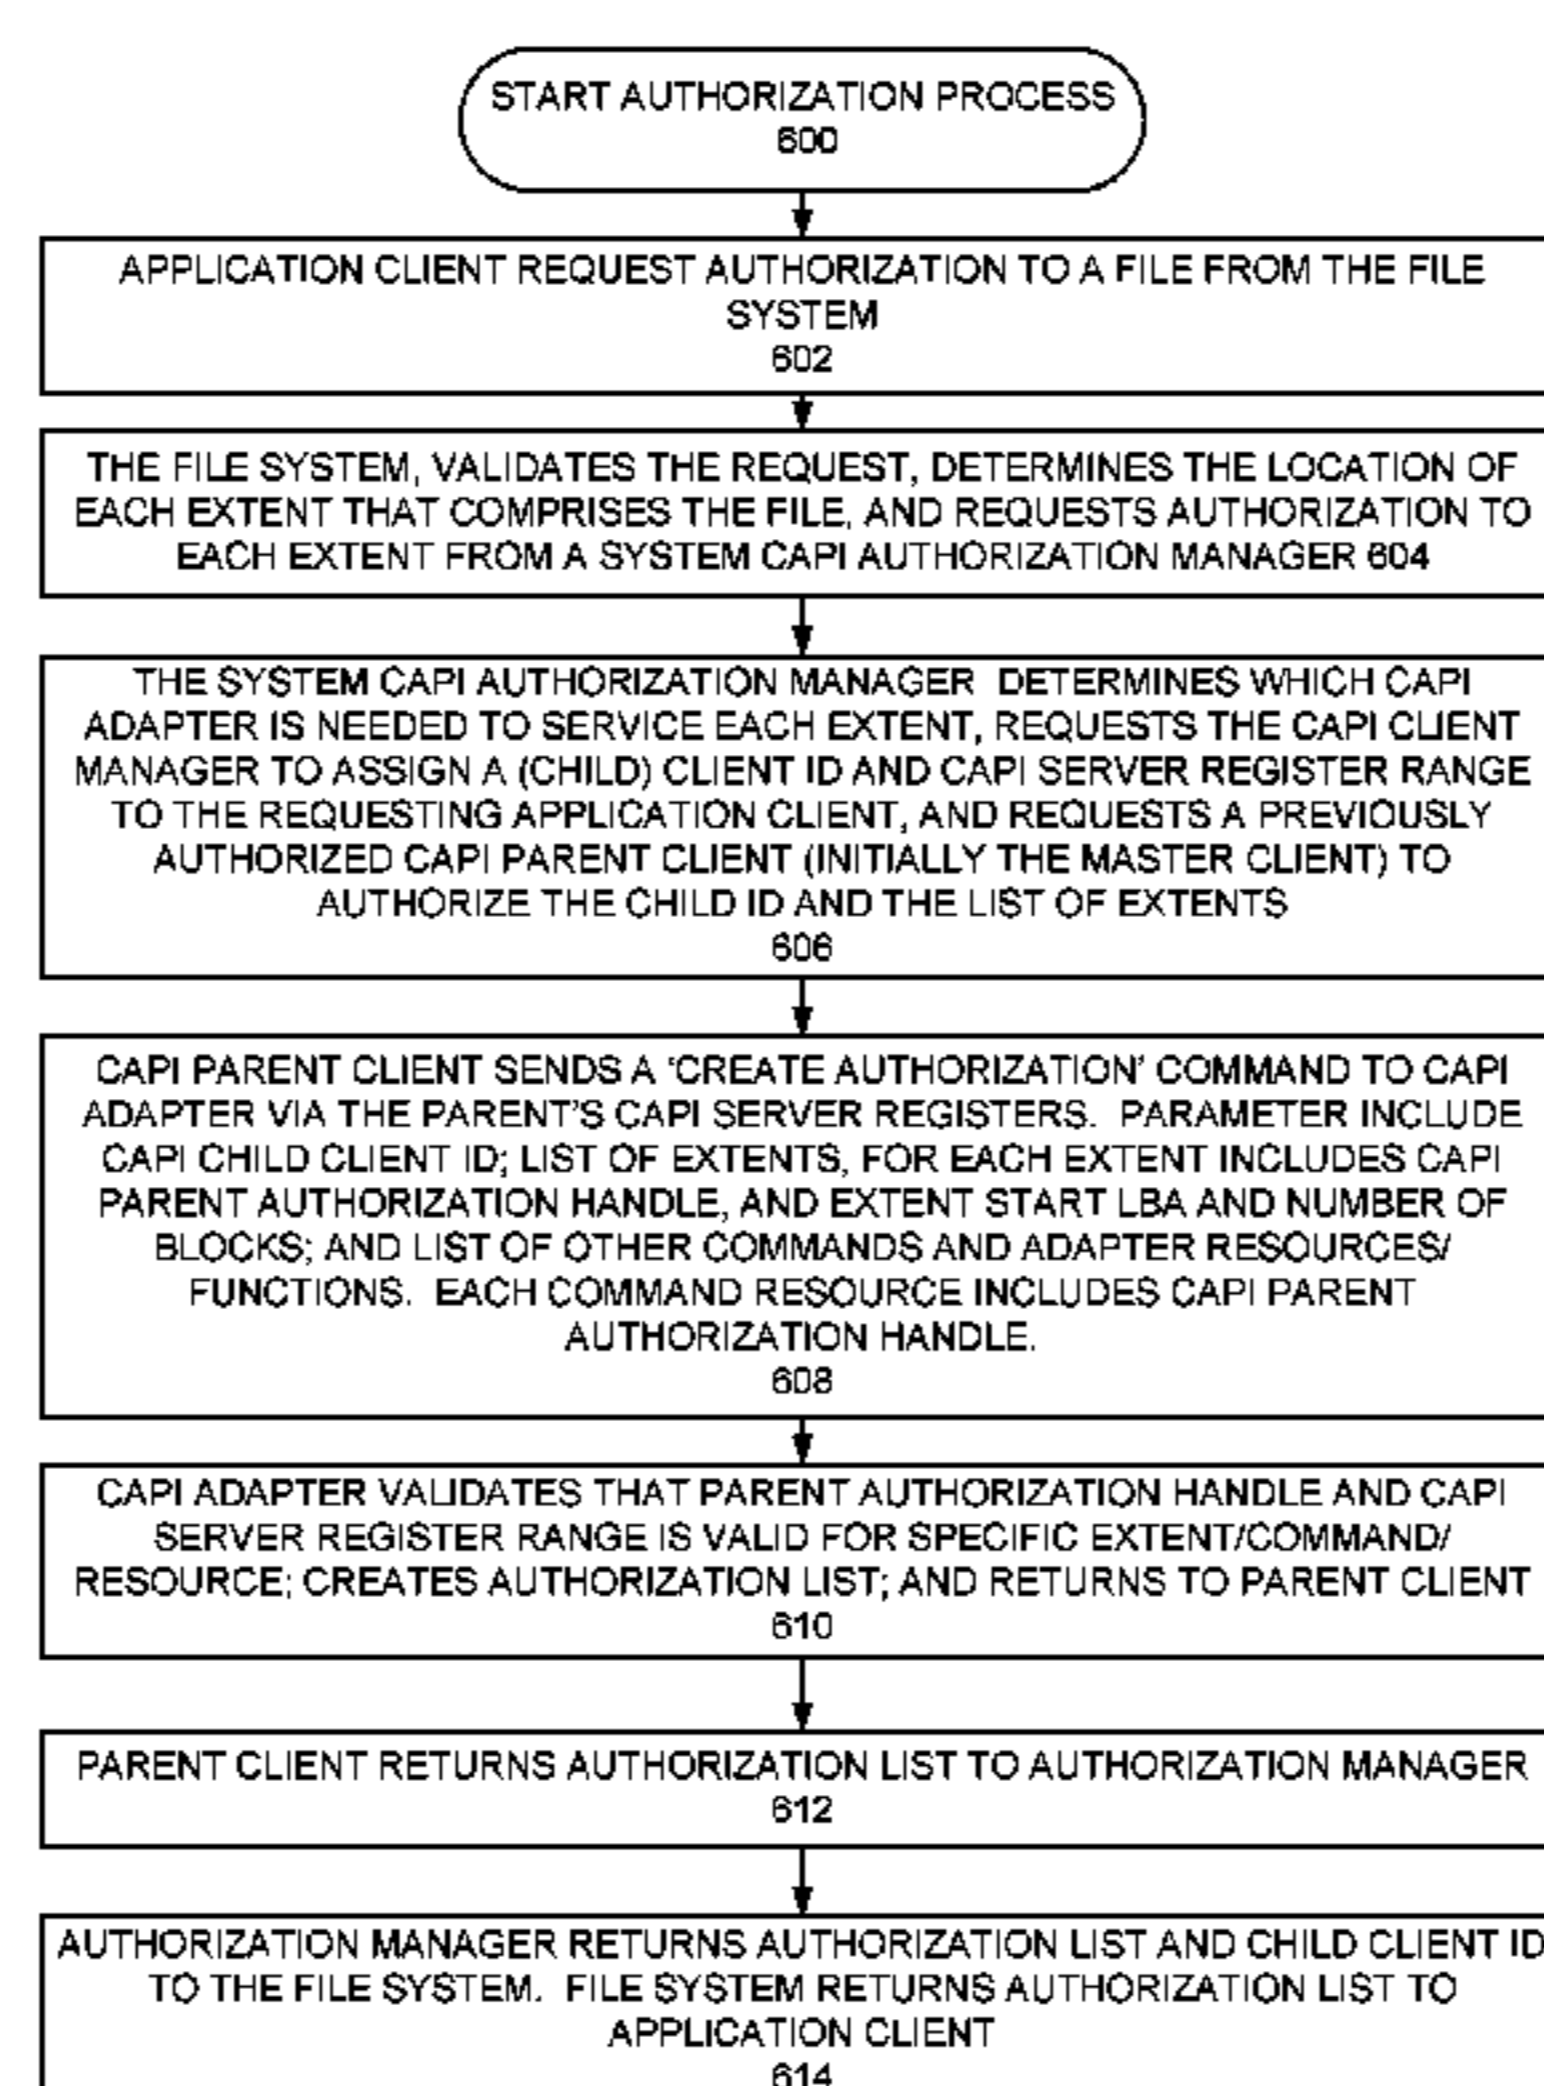 START AUTHORIZATION PROCESS
600
APPLICATION CLIENT REQUEST AUTHORIZATION TO A FILE FROM THE FILE
SYSTEM
602
THE FILE SYSTEM, VALIDATES THE REQUEST, DETERMINES THE LOCATION OF
EACH EXTENT THAT COMPRISES THE FILE, AND REQUESTS AUTHORIZATION TO
EACH EXTENT FROM A SYSTEM CAPI AUTHORIZATION MANAGER 604
THE SYSTEM CAPI AUTHORIZATION MANAGER DETERMINES WHICH CAPI
ADAPTER IS NEEDED TO SERVICE EACH EXTENT, REQUESTS THE CAPI CLIENT
MANAGER TO ASSIGN A (CHILD) CLIENT ID AND CAPI SERVER REGISTER RANGE
TO THE REQUESTING APPLICATION CLIENT, AND REQUESTS A PREVIOUSLY
AUTHORIZED CAPI PARENT CLIENT (INITIALLY THE MASTER CLIENT) TO
AUTHORIZE THE CHILD ID AND THE LIST OF EXTENTS
606
CAPI PARENT CLIENT SENDS A 'CREATE AUTHORIZATION' COMMAND TO CAPI
ADAPTER VIA THE PARENT'S CAPI SERVER REGISTERS. PARAMETER INCLUDE
CAPI CHILD CLIENT ID; LIST OF EXTENTS, FOR EACH EXTENT INCLUDES CAPI
PARENT AUTHORIZATION HANDLE, AND EXTENT START LBA AND NUMBER OF
BLOCKS; AND LIST OF OTHER COMMANDS AND ADAPTER RESOURCES/
FUNCTIONS. EACH COMMAND RESOURCE INCLUDES CAPI PARENT
AUTHORIZATION HANDLE.
608
CAPI ADAPTER VALIDATES THAT PARENT AUTHORIZATION HANDLE AND CAPI
SERVER REGISTER RANGE IS VALID FOR SPECIFIC EXTENT/COMMAND/
RESOURCE; CREATES AUTHORIZATION LIST; AND RETURNS TO PARENT CLIENT
610
PARENT CLIENT RETURNS AUTHORIZATION LIST TO AUTHORIZATION MANAGER
612
AUTHORIZATION MANAGER RETURNS AUTHORIZATION LIST AND CHILD CLIENT ID
TO THE FILE SYSTEM. FILE SYSTEM RETURNS AUTHORIZATION LIST TO
APPLICATION CLIENT
614